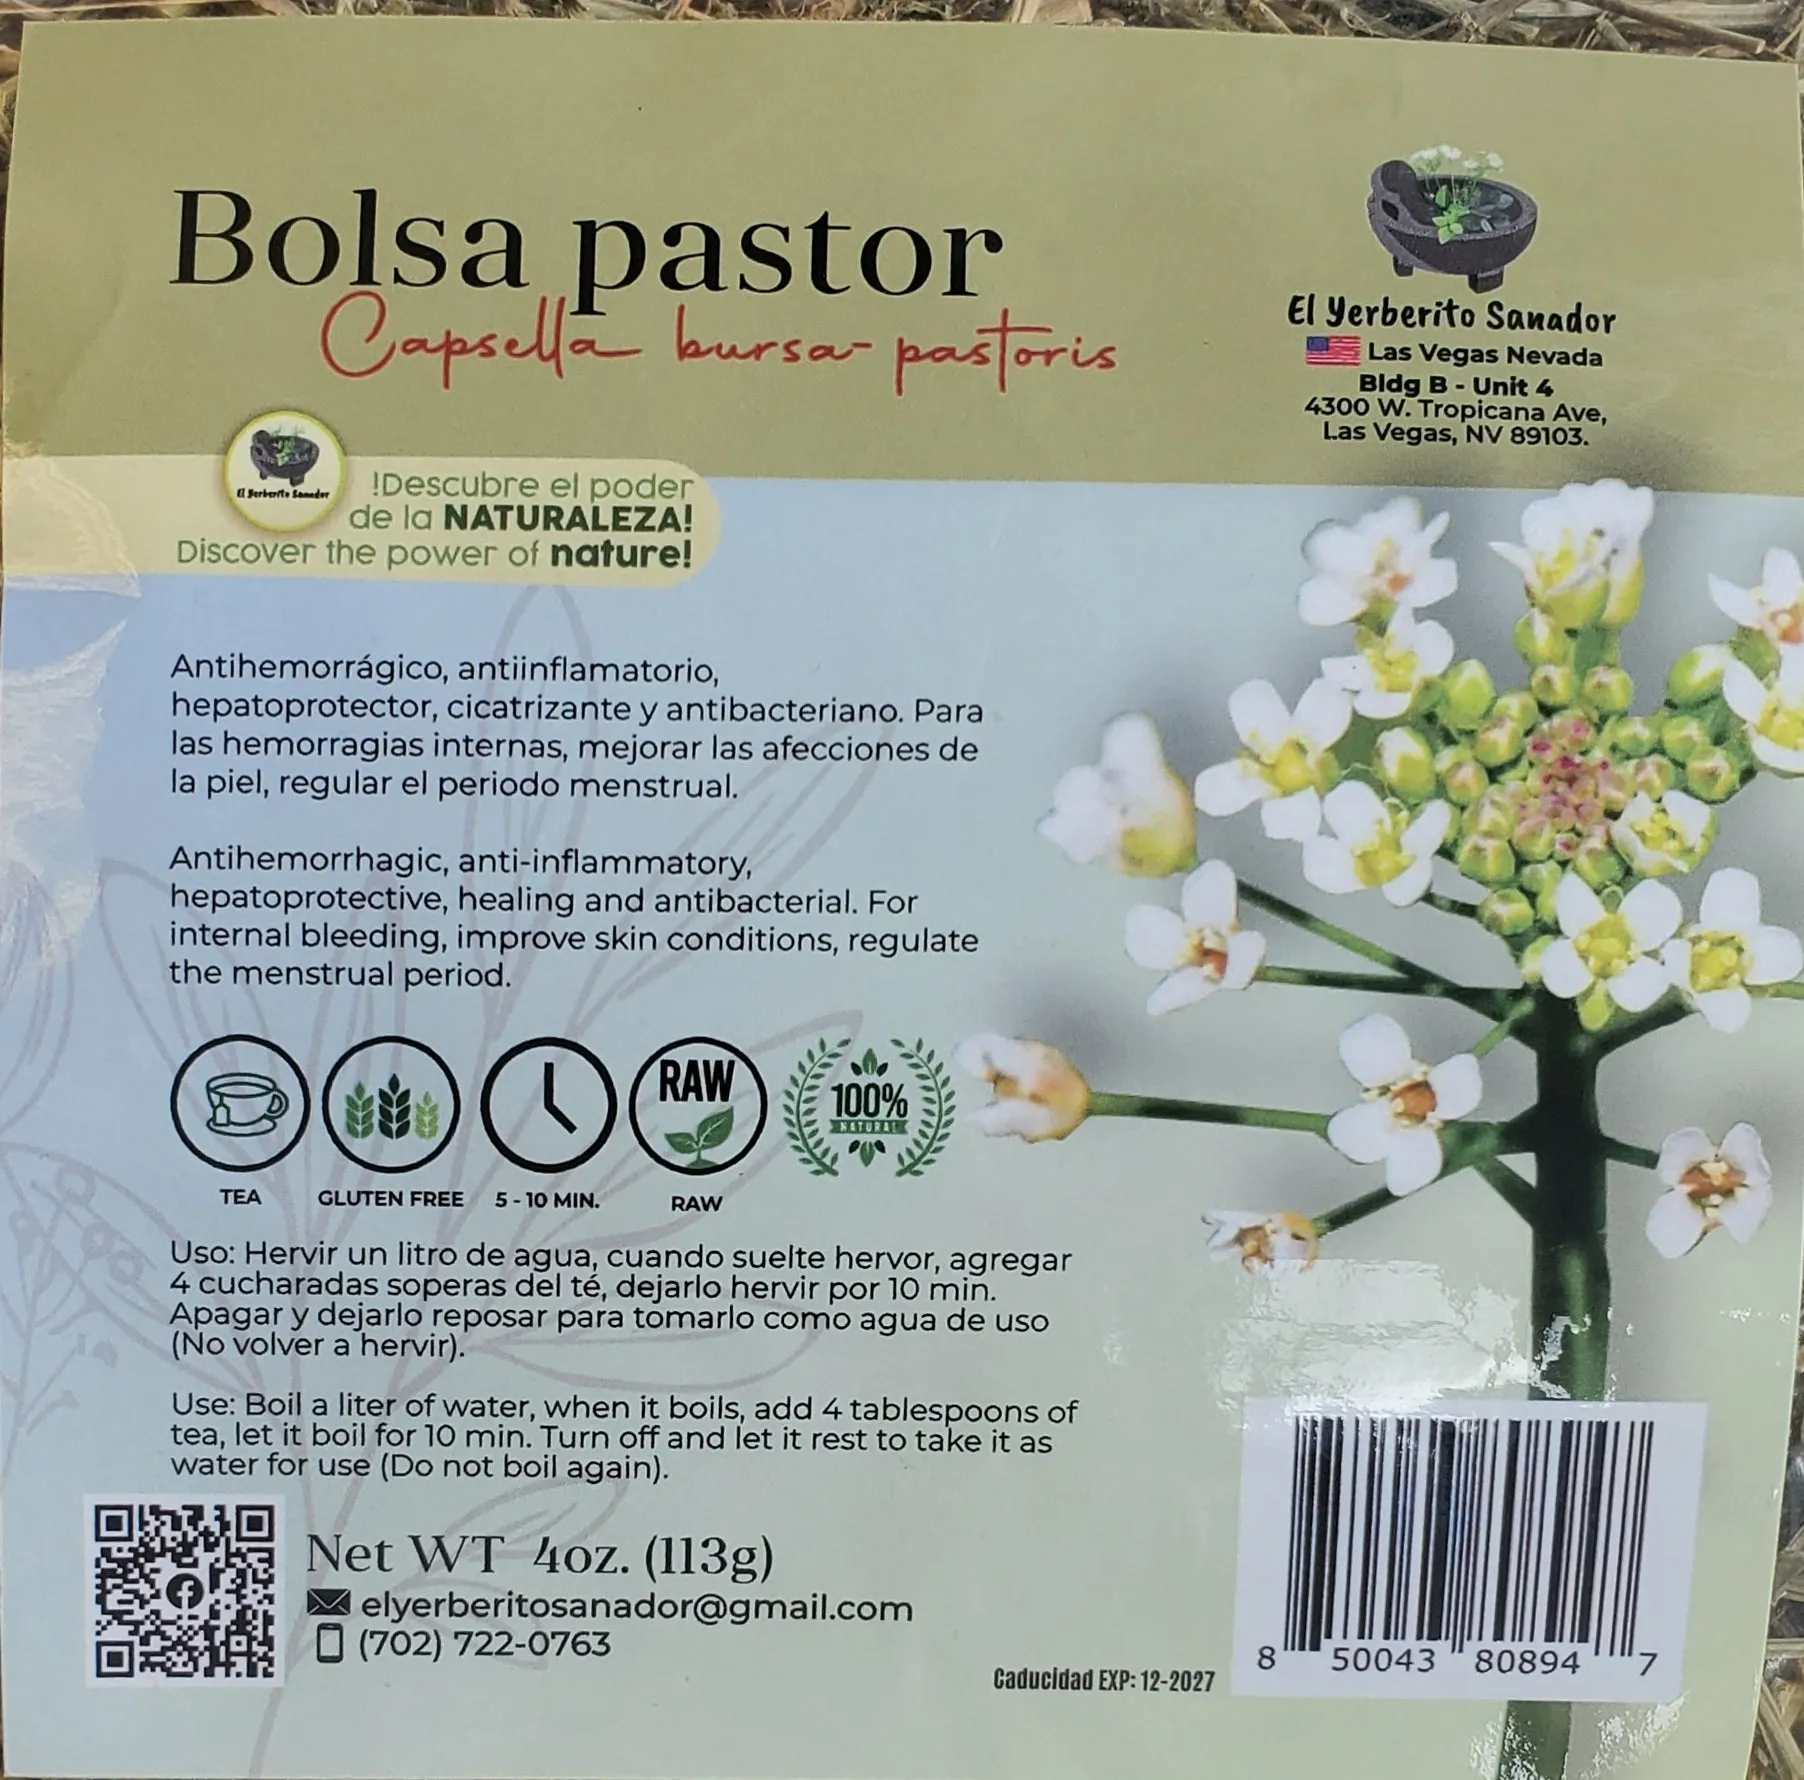 Bolsa pastor
Capsella bursa-pastoris
El Yerberito Sanador
Las Vegas Nevada
Bldg B - Unit 4
4300 W. Tropicana Ave,
Las Vegas, NV 89103.
El Yerberito Sanador
!Descubre el poder
de la NATURALEZA!
Discover the power of nature!
Antihemorrágico, antiinflamatorio,
hepatoprotector, cicatrizante y antibacteriano. Para
las hemorragias internas, mejorar las afecciones de
la piel, regular el periodo menstrual.
Antihemorrhagic, anti-inflammatory,
hepatoprotective, healing and antibacterial. For
internal bleeding, improve skin conditions, regulate
the menstrual period.
RAW
100%
NATURAL
TEA
GLUTEN FREE
5 - 10 MIN.
RAW
Uso: Hervir un litro de agua, cuando suelte hervor, agregar
4 cucharadas soperas del té, dejarlo hervir por 10 min.
Apagar y dejarlo reposar para tomarlo como agua de uso
(No volver a hervir).
Use: Boil a liter of water, when it boils, add 4 tablespoons of
tea, let it boil for 10 min. Turn off and let it rest to take it as
water for use (Do not boil again).
Net WT 4oz. (113g)
elyerberitosanador@gmail.com
(702) 722-0763
Caducidad EXP: 12-2027
8 50043 80894 7